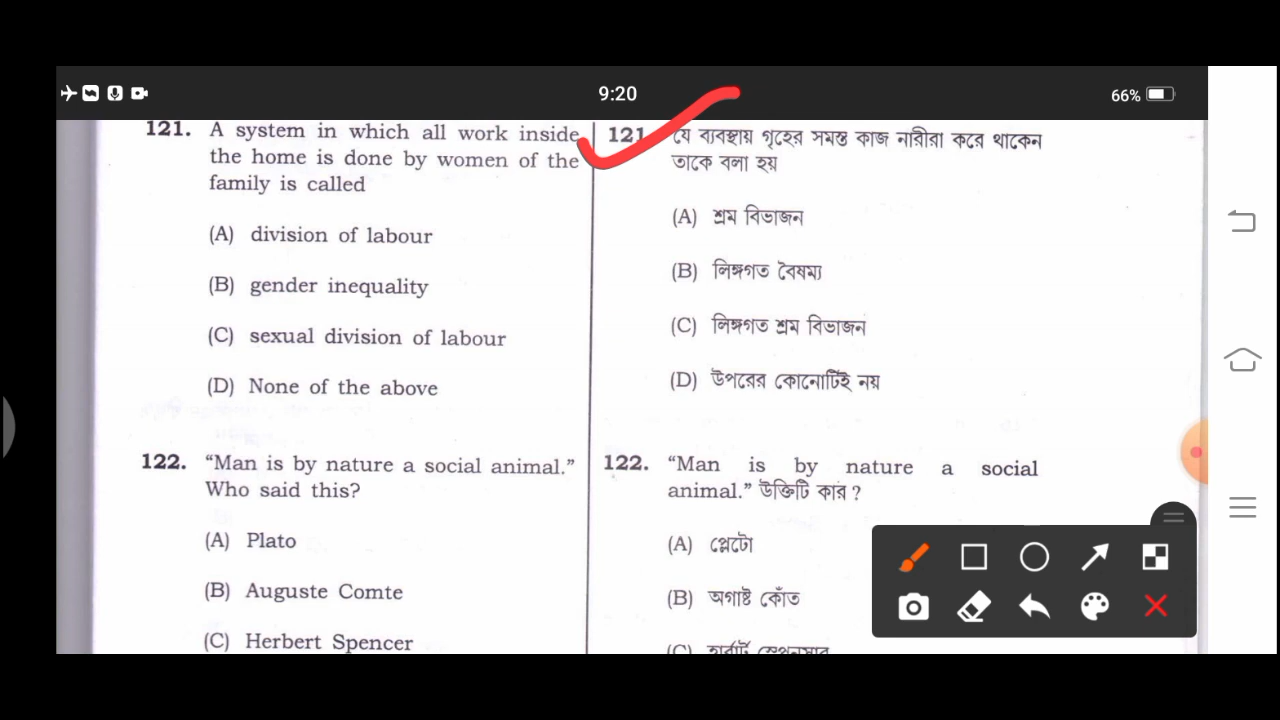 9:20
66%
121. A system in which all work inside
the home is done by women of the
family is called
(A) division of labour
(B) gender inequality
(C) sexual division of labour
(D) None of the above
122. “Man is by nature a social animal.”
Who said this?
(A) Plato
(B) Auguste Comte
(C) Herbert Spencer
121 যে ব্যবস্থায় গৃহের সমস্ত কাজ নারীরা করে থাকেন
তাকে বলা হয়
(A) শ্রম বিভাজন
(B) লিঙ্গগত বৈষম্য
(C) লিঙ্গগত শ্রম বিভাজন
(D) উপরের কোনোটিই নয়
122. “Man is by nature a social
animal.” উক্তিটি কার ?
(A) প্লেটো
(B) অগাষ্ট কোঁত
(C) হার্বার্ট স্পেনসার